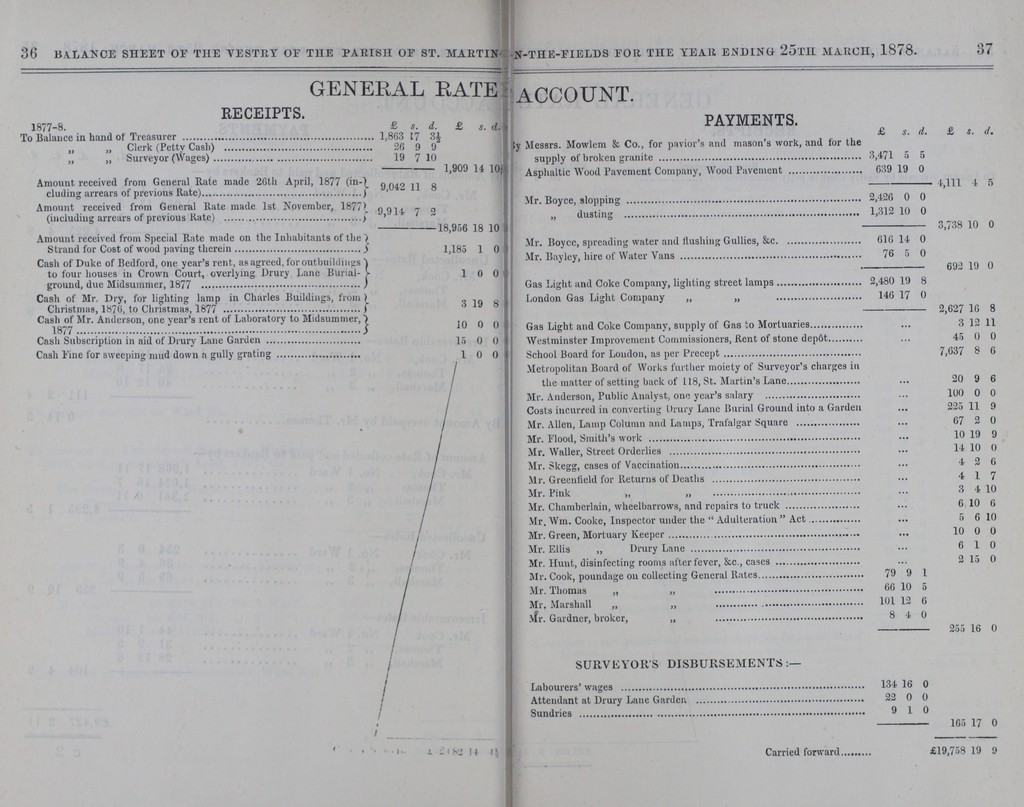 36 BALANCE SHEET OF THE VESTRY OF THE PARISH OF ST. MARTIN-
GENERAL RATE
RECEIPTS.
1877-8. £ s. d. £ s. d.
To Balance in hand of Treasurer 1,863 17 3½
„ „ Clerk (Petty Cash) 26 9 9
„ „ Surveyor (Wages) 19 7 10
1,909 14 10½
Amount received from General Rate made 26th April, 1877 (in-
cluding arrears of previous Rate) 9,042 11 8
Amount received from General Rate made 1st November, 1877
(including arrears of previous Rate) 9,914 7 2
18,956 18 10
Amount received from Special Rate made on the Inhabitants of the
Strand for Cost of wood paving therein 1,185 1 0
Cash of Duke of Bedford, one year's rent, as agreed, for outbuildings
to four houses in Crown Court, overlying Drury Lane Burial-
ground, due Midsummer, 1877 1 0 0
Cash of Mr. Dry, for lighting lamp in Charles Buildings, from
Christmas, 1876, to Christmas, 1877 3 19 8
Cash of Mr. Anderson, one year's rent of Laboratory to Midsummer,
1877 10 0 0
Cash Subscription in aid of Drury Lane Garden 15 0 0
Cash Fine for sweeping mud down a gully grating 1 0 0
N-THE-FIELDS FOR THE YEAR ENDING 25TH MARCH, 1878. 37
ACCOUNT.
PAYMENTS.
£ s. d. £ s. d.
By Messrs. Mowlem & Co., for pavior's and mason's work, and for the
supply of broken granite 3,471 5 5
Asphaltic Wood Pavement Company, Wood Pavement 639 19 0
4,111 4 5
Mr. Boyce, slopping 2,426 0 0
„ dusting 1,312 10 0
3,738 10 0
Mr. Boyce, spreading water and flushing Gullies, &c. 616 14 0
Mr. Bayley, hire of Water Vans 76 5 0
692 19 0
Gas Light and Coke Company, lighting street lamps 2,480 19 8
London Gas Light Company „ „ 146 17 0
2,627 16 8
Gas Light and Coke Company, supply of Gas to Mortuaries ... 3 12 11
Westminster Improvement Commissioners, Rent of stone depôt ... 45 0 0
School Board for London, as per Precept 7,637 8 6
Metropolitan Board of Works further moiety of Surveyor's charges in
the matter of setting back of 118, St. Martin's Lane ... 20 9 6
Mr. Anderson, Public Analyst, one year's salary ... 100 0 0
Costs incurred in converting Drury Lane Burial Ground into a Garden ... 225 11 9
Mr. Allen, Lamp Column and Lamps, Trafalgar Square ... 67 2 0
Mr. Flood, Smith's work ... 10 19 9
Mr. Waller, Street Orderlies ... 14 10 0
Mr. Skegg, cases of Vaccination ... 4 2 6
Mr. Greenfield for Returns of Deaths ... 4 1 7
Mr. Pink „ „ ... 3 4 10
Mr. Chamberlain, wheelbarrows, and repairs to truck ... 6 10 6
Mr. Wm. Cooke, Inspector under the "Adulteration" Act ... 5 6 10
Mr. Green, Mortuary Keeper ... 10 0 0
Mr. Ellis „ Drury Lane ... 6 1 0
Mr. Hunt, disinfecting rooms after fever, &c., cases ... 2 15 0
Mr. Cook, poundage on collecting General Rates 79 9 1
Mr. Thomas „ „ 66 10 5
Mr. Marshall „ „ 101 12 6
Mr. Gardner, broker, „ 8 4 0
255 16 0
SURVEYOR'S DISBURSEMENTS:—
Labourers' wages 134 16 0
Attendant at Drury Lane Garden 22 0 0
Sundries 9 1 0
165 17 0
Carried forward £19,758 19 9